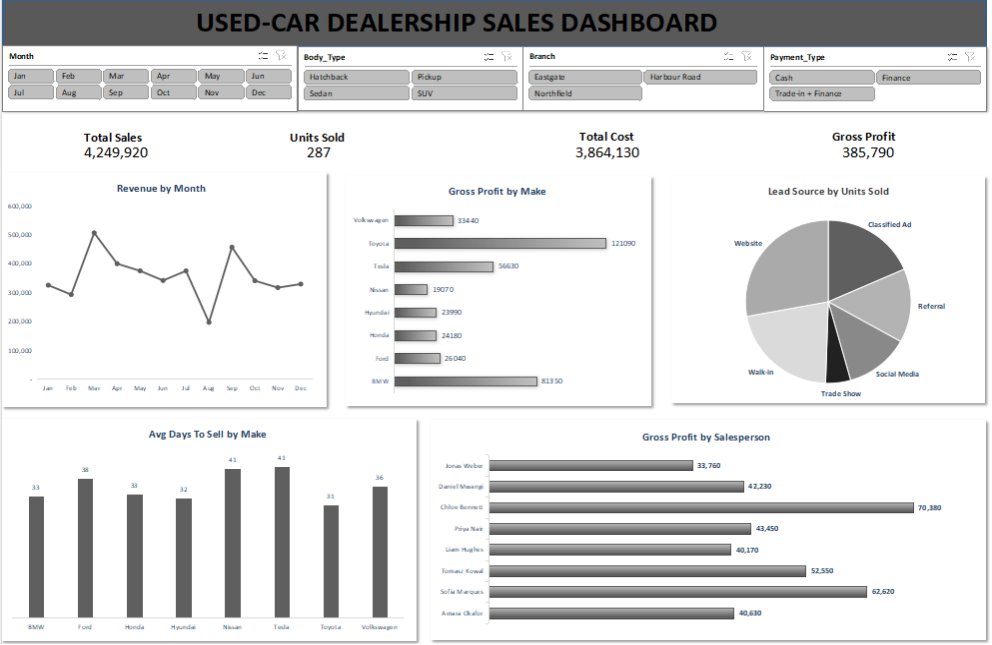 USED-CAR DEALERSHIP SALES DASHBOARD
Month
Jan Feb Mar Apr May Jun
Jul Aug Sep Oct Nov Dec
Body_Type
Hatchback Pickup
Sedan SUV
Branch
Eastgate Harbour Road
Northfield
Payment_Type
Cash Finance
Trade-in + Finance
Total Sales
4,249,920
Units Sold
287
Total Cost
3,864,130
Gross Profit
385,790
Revenue by Month
600,000
500,000
400,000
300,000
200,000
100,000
-
Jan Feb Mar Apr May Jun Jul Aug Sep Oct Nov Dec
Gross Profit by Make
Volkswagen 33440
Toyota 121090
Tesla 56630
Nissan 19070
Hyundai 23990
Honda 24180
Ford 26040
BMW 81350
Lead Source by Units Sold
Classified Ad
Website
Referral
Walk-in
Social Media
Trade Show
Avg Days To Sell by Make
33 38 33 32 41 41 31 36
BMW Ford Honda Hyundai Nissan Tesla Toyota Volkswagen
Gross Profit by Salesperson
Jonas Weber 33,760
Daniel Mwangi 42,230
Chloe Bennett 70,380
Priya Nair 43,450
Liam Hughes 40,170
Tomasz Kowal 52,550
Sofia Marques 62,620
Amara Okafor 40,630